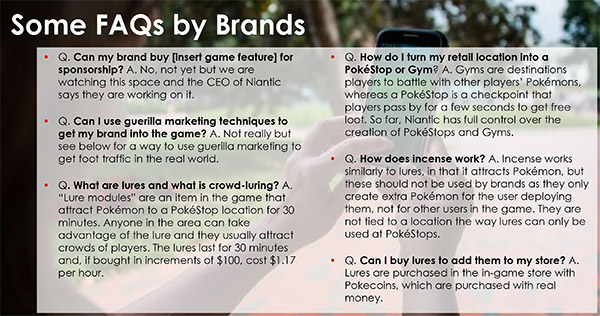 Some FAQs by Brands
• Q. Can my brand buy [insert game feature] for
sponsorship? A. No, not yet but we are
watching this space and the CEO of Niantic
says they are working on it.
• Q. Can I use guerilla marketing techniques to
get my brand into the game? A. Not really but
see below for a way to use guerilla marketing to
get foot traffic in the real world.
• Q. What are lures and what is crowd-luring? A.
“Lure modules” are an item in the game that
attract Pokémon to a PokéStop location for 30
minutes. Anyone in the area can take
advantage of the lure and they usually attract
crowds of players. The lures last for 30 minutes
and, if bought in increments of $100, cost $1.17
per hour.
• Q. How do I turn my retail location into a
PokéStop or Gym? A. Gyms are destinations
players to battle with other players’ Pokémons,
whereas a PokéStop is a checkpoint that
players pass by for a few seconds to get free
loot. So far, Niantic has full control over the
creation of PokéStops and Gyms.
• Q. How does incense work? A. Incense works
similarly to lures, in that it attracts Pokémon, but
these should not be used by brands as they only
create extra Pokémon for the user deploying
them, not for other users in the game. They are
not tied to a location the way lures can only be
used at PokéStops.
• Q. Can I buy lures to add them to my store? A.
Lures are purchased in the in-game store with
Pokecoins, which are purchased with real
money.